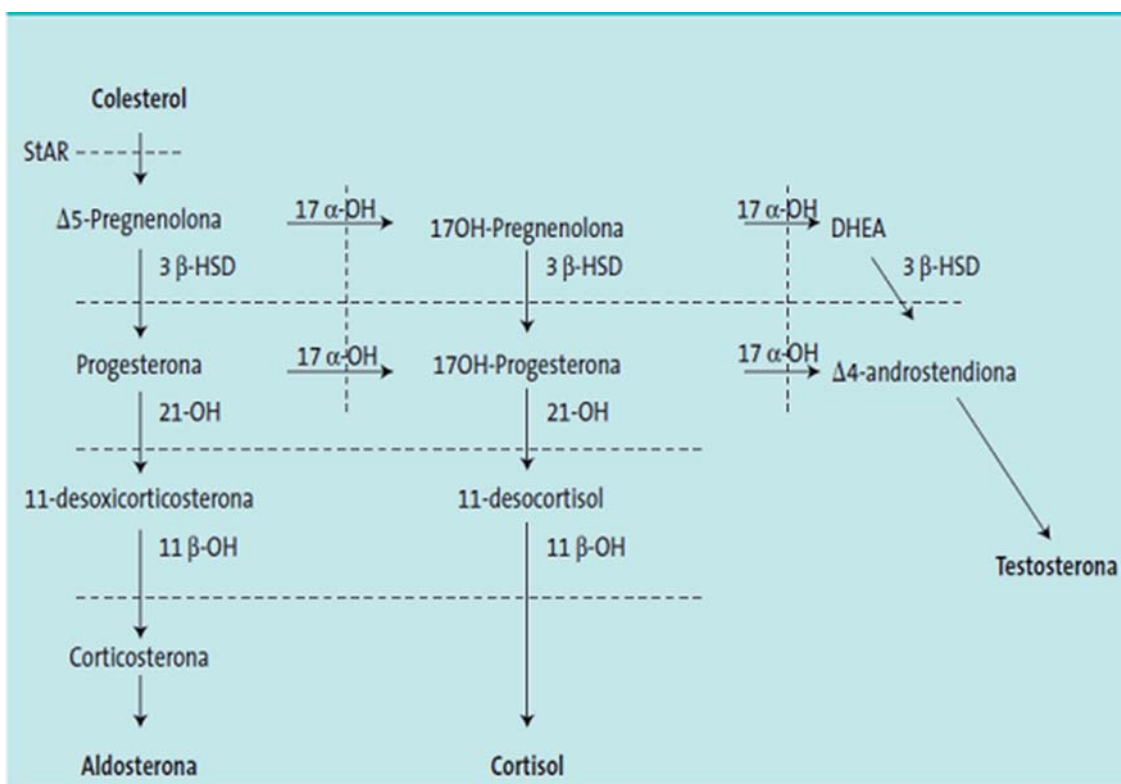 Colesterol
StAR
Δ5-Pregnenolona
17 α-OH
17OH-Pregnenolona
17 α-OH
DHEA
3 β-HSD
3 β-HSD
3 β-HSD
Progesterona
17 α-OH
17OH-Progesterona
17 α-OH
Δ4-androstendiona
21-OH
21-OH
11-desoxicorticosterona
11-desocortisol
11 β-OH
11 β-OH
Testosterona
Corticosterona
Aldosterona
Cortisol